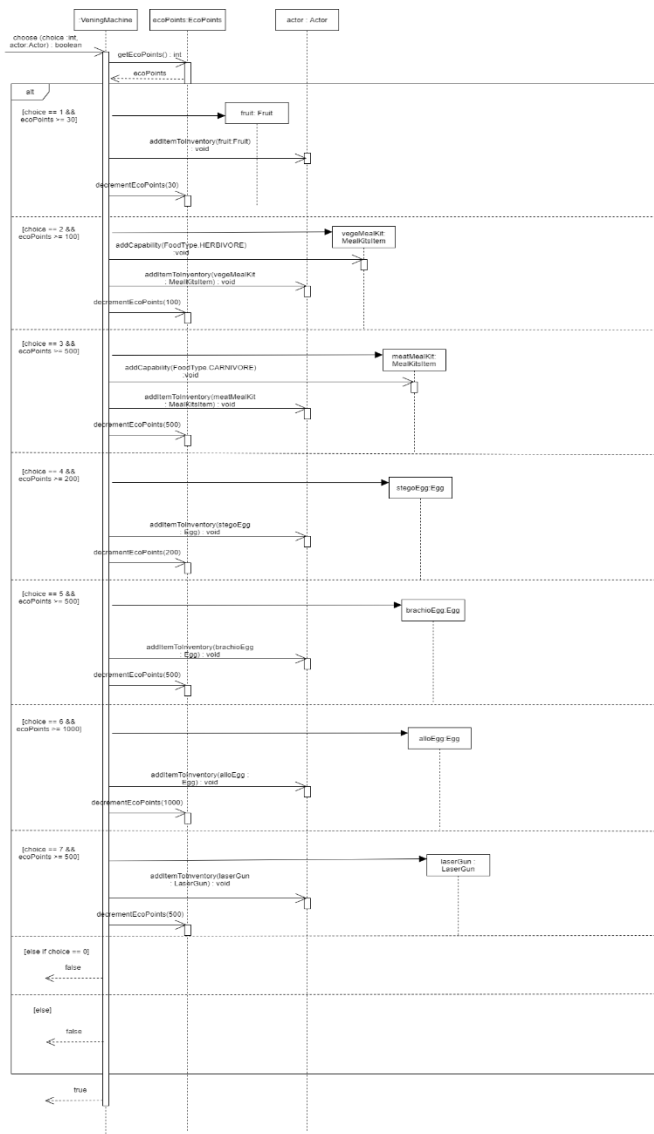 :VeningMachine
ecoPoints:EcoPoints
actor : Actor
choose (choice :int,
actor:Actor) : boolean
getEcoPoints() : int
ecoPoints
alt
[choice == 1 &&
ecoPoints >= 30]
fruit: Fruit
addItemToInventory(fruit:Fruit)
: void
decrementEcoPoints(30)
[choice == 2 &&
ecoPoints >= 100]
vegeMealKit:
MealKitsItem
addCapability(FoodType.HERBIVORE)
:void
addItemToInventory(vegeMealKit
: MealKitsItem) : void
decrementEcoPoints(100)
[choice == 3 &&
ecoPoints >= 500]
meatMealKit:
MealKitsItem
addCapability(FoodType.CARNIVORE)
:void
addItemToInventory(meatMealKit
: MealKitsItem) : void
decrementEcoPoints(500)
[choice == 4 &&
ecoPoints >= 200]
stegoEgg:Egg
addItemToInventory(stegoEgg
: Egg) : void
decrementEcoPoints(200)
[choice == 5 &&
ecoPoints >= 500]
brachioEgg:Egg
addItemToInventory(brachioEgg
: Egg) : void
decrementEcoPoints(500)
[choice == 6 &&
ecoPoints >= 1000]
alloEgg:Egg
addItemToInventory(alloEgg :
Egg) : void
decrementEcoPoints(1000)
[choice == 7 &&
ecoPoints >= 500]
laserGun :
LaserGun
addItemToInventory(laserGun
: LaserGun) : void
decrementEcoPoints(500)
[else if choice == 0]
false
[else]
false
true